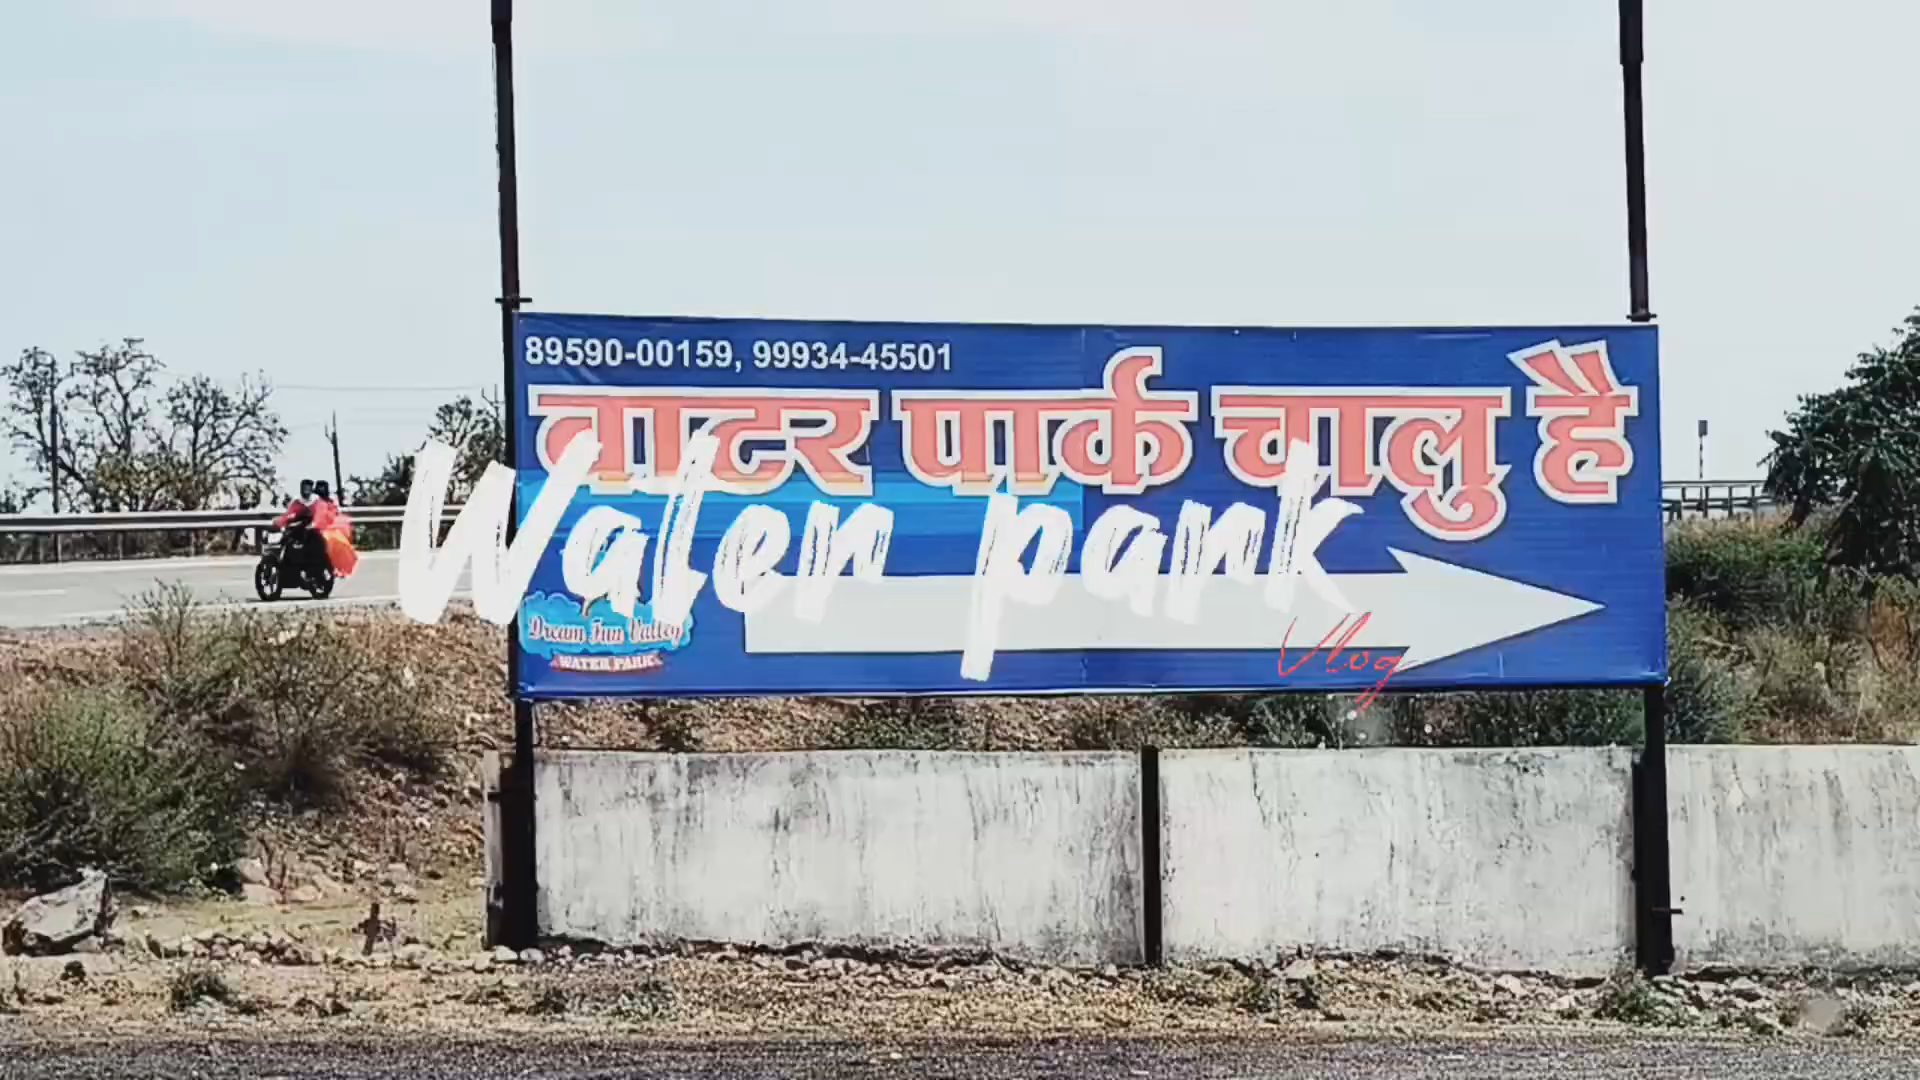 89590-00159, 99934-45501
वाटर पार्क चालु है
Water park
Vlog
Dream Fun Valley
WATER PARK